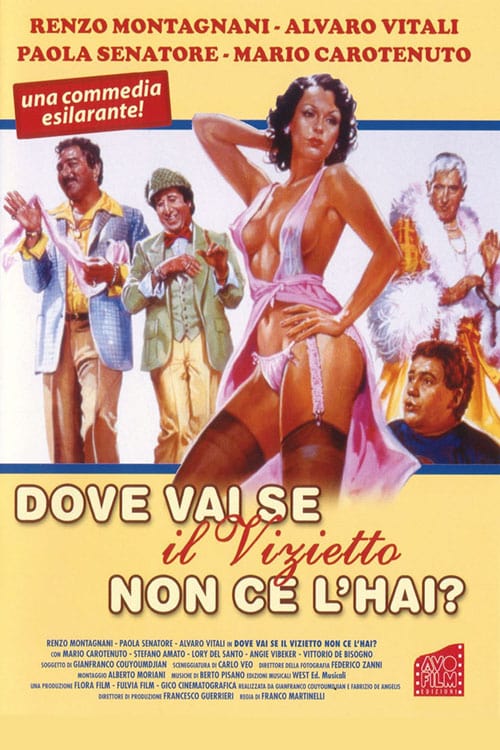 RENZO MONTAGNANI - ALVARO VITALI
PAOLA SENATORE - MARIO CAROTENUTO
una commedia
esilarante!
DOVE VAI SE
il Vizietto
NON CE L'HAI?
RENZO MONTAGNANI - PAOLA SENATORE - ALVARO VITALI IN DOVE VAI SE IL VIZIETTO NON CE L'HAI?
CON MARIO CAROTENUTO - STEFANO AMATO - LORY DEL SANTO - ANGIE VIBEKER - VITTORIO DE BISOGNO
SOGGETTO DI GIANFRANCO COUYOUMDJIAN - SCENEGGIATURA DI CARLO VEO - DIRETTORE DELLA FOTOGRAFIA FEDERICO ZANNI
MONTAGGIO ALBERTO MORIANI - MUSICHE DI BERTO PISANO EDIZIONI MUSICALI WEST Ed. Musicali
UNA PRODUZIONE FLORA FILM - FULVIA FILM - GICO CINEMATOGRAFICA REALIZZATA DA GIANFRANCO COUYOUMDJIAN E FABRIZIO DE ANGELIS
DIRETTORE DI PRODUZIONE FRANCESCO GUERRIERI - REGIA DI FRANCO MARTINELLI
AVO
FILM
EDIZIONI